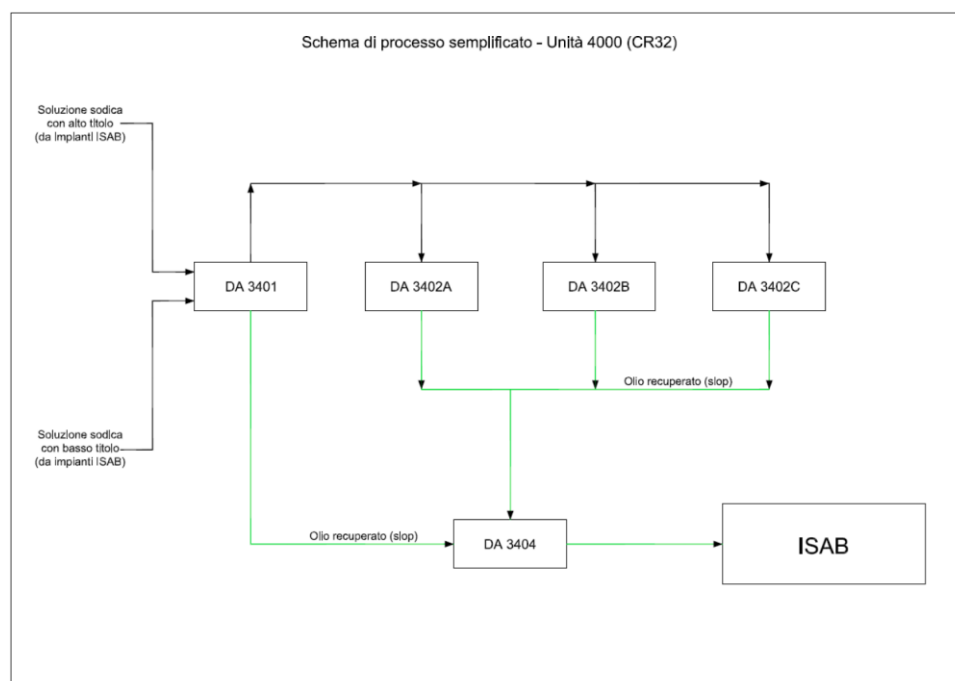 Schema di processo semplificato - Unità 4000 (CR32)
Soluzione sodica
con alto titolo
(da Impianti ISAB)
DA 3401
DA 3402A
DA 3402B
DA 3402C
Olio recuperato (slop)
Soluzione sodica
con basso titolo
(da impianti ISAB)
Olio recuperato (slop)
DA 3404
ISAB